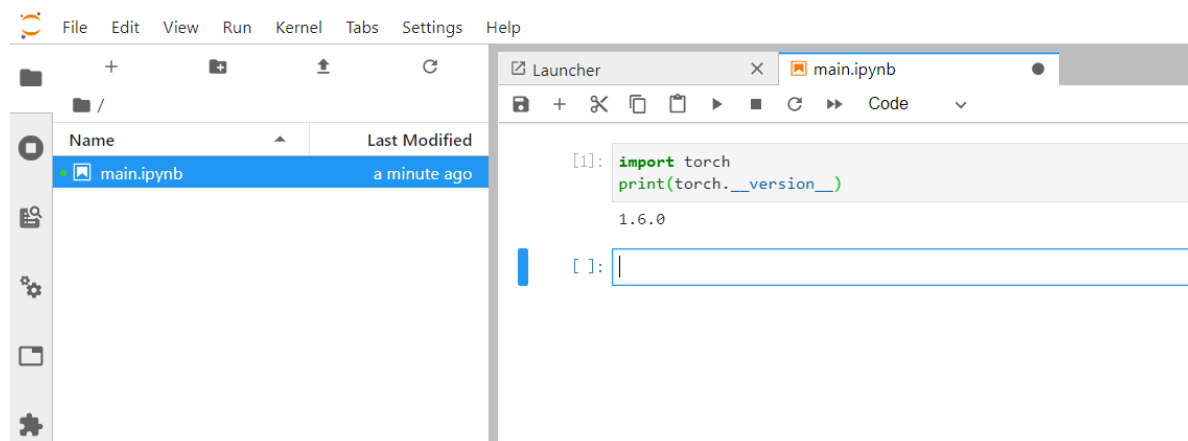 File Edit View Run Kernel Tabs Settings Help
/
Name Last Modified
main.ipynb a minute ago
Launcher main.ipynb
Code
[1]: import torch
print(torch.__version__)
1.6.0
[ ]: